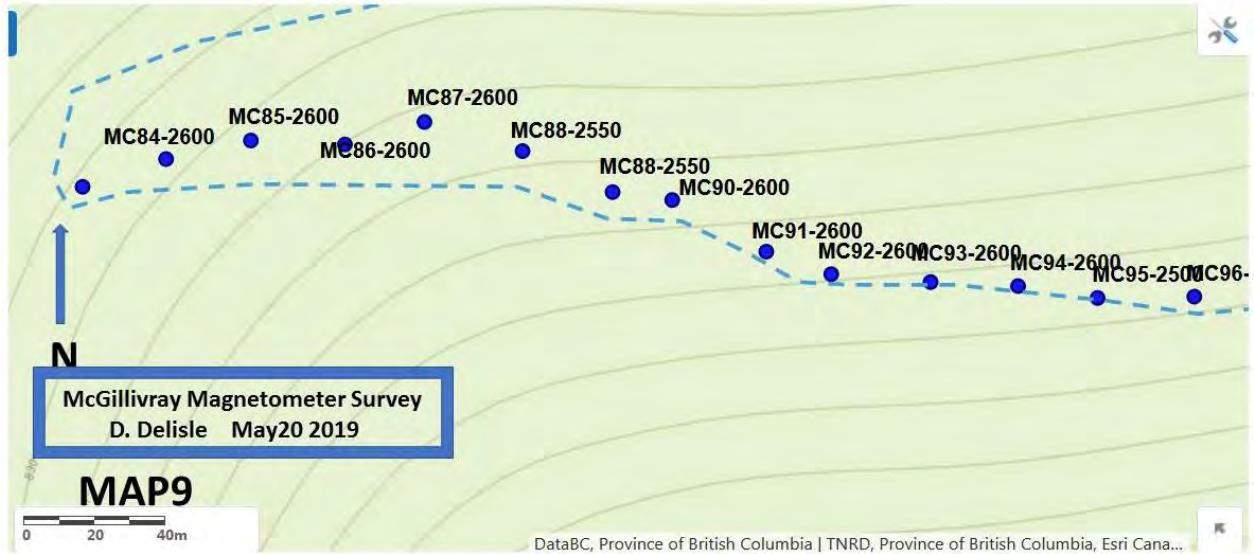 MC87-2600
MC85-2600
MC84-2600
MC88-2550
MC86-2600
MC88-2550
MC90-2600
MC91-2600
MC92-2600
MC93-2600
MC94-2600
MC95-2500
MC96-
N
McGillivray Magnetometer Survey
D. Delisle May20 2019
830
MAP9
0 20 40m
DataBC, Province of British Columbia | TNRD, Province of British Columbia, Esri Cana...